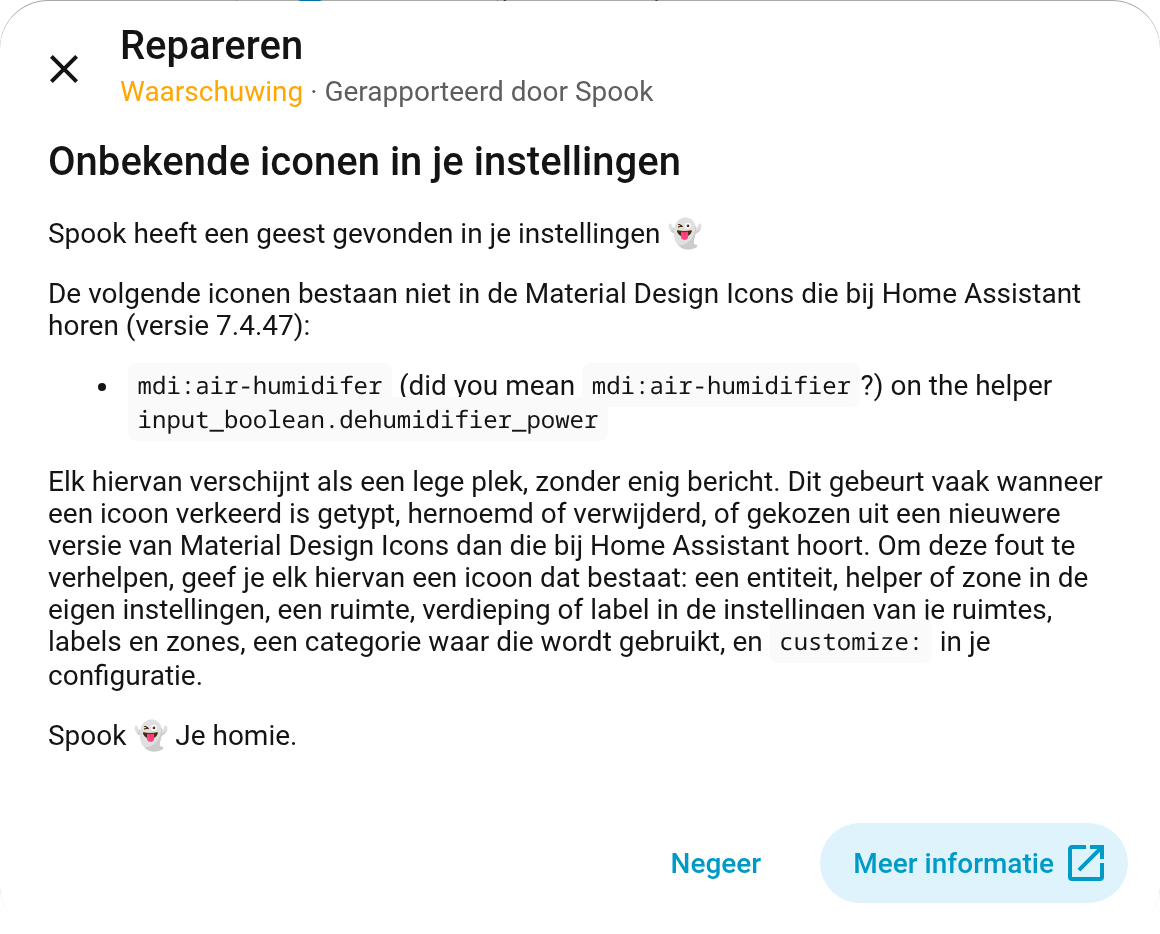 Repareren
Waarschuwing · Gerapporteerd door Spook
Onbekende iconen in je instellingen
Spook heeft een geest gevonden in je instellingen 👻
De volgende iconen bestaan niet in de Material Design Icons die bij Home Assistant
horen (versie 7.4.47):
• mdi:air-humidifer (did you mean mdi:air-humidifier?) on the helper
input_boolean.dehumidifier_power
Elk hiervan verschijnt als een lege plek, zonder enig bericht. Dit gebeurt vaak wanneer
een icoon verkeerd is getypt, hernoemd of verwijderd, of gekozen uit een nieuwere
versie van Material Design Icons dan die bij Home Assistant hoort. Om deze fout te
verhelpen, geef je elk hiervan een icoon dat bestaat: een entiteit, helper of zone in de
eigen instellingen, een ruimte, verdieping of label in de instellingen van je ruimtes,
labels en zones, een categorie waar die wordt gebruikt, en customize: in je
configuratie.
Spook 👻 Je homie.
Negeer
Meer informatie